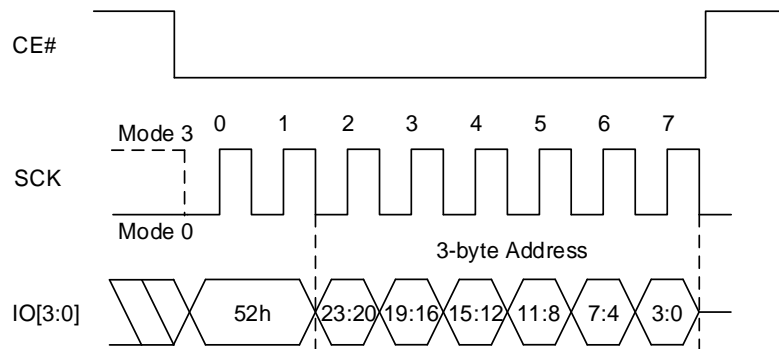 CE#
Mode 3 0 1 2 3 4 5 6 7
SCK
Mode 0
3-byte Address
IO[3:0] 52h 23:20 19:16 15:12 11:8 7:4 3:0